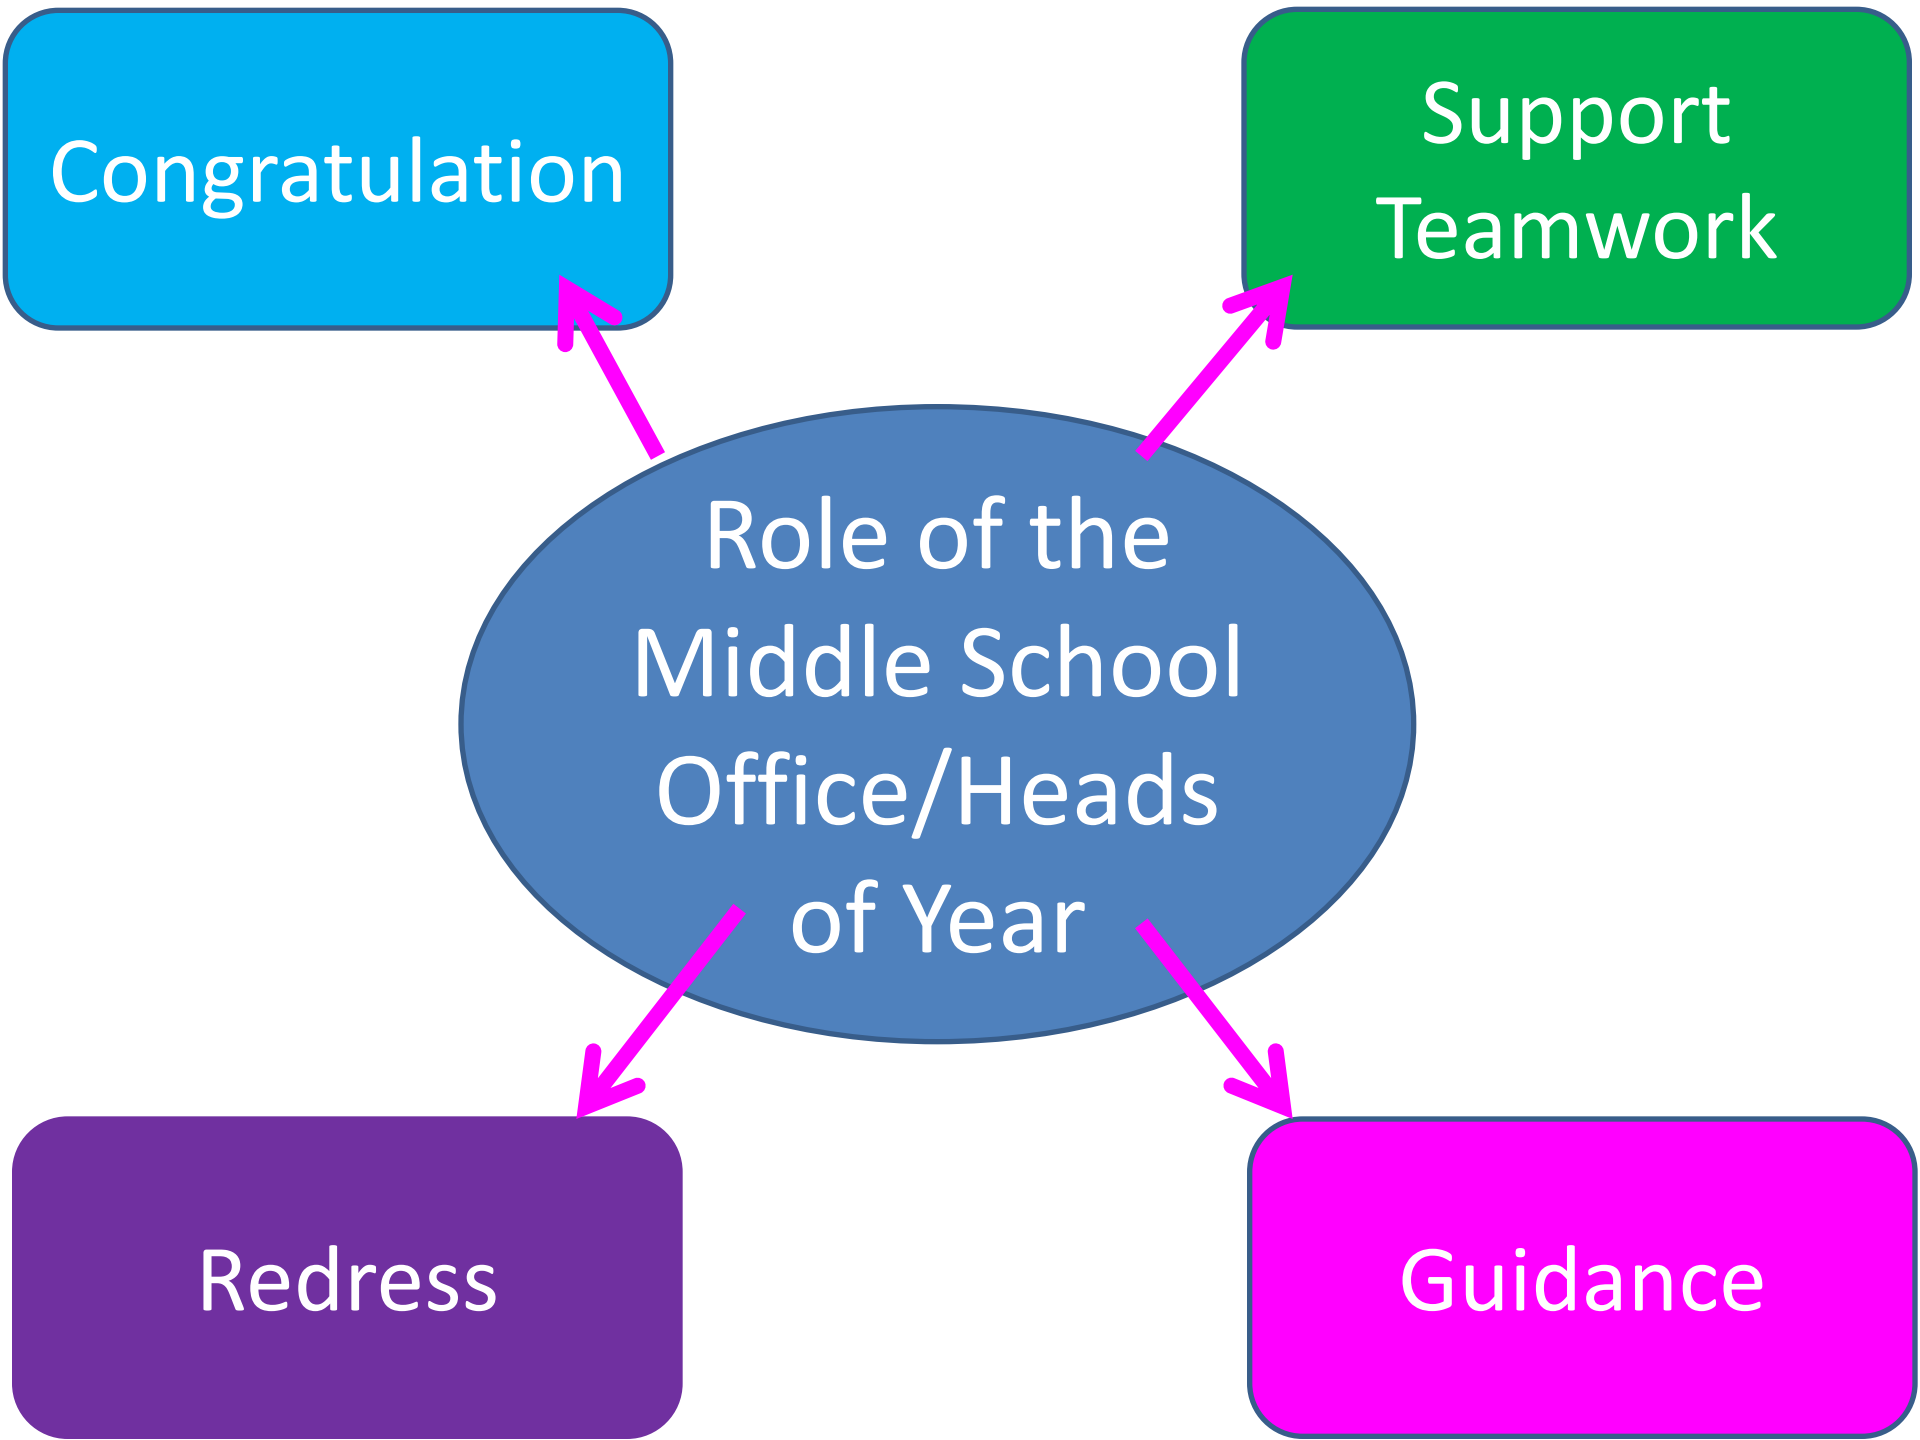 Congratulation
Support
Teamwork
Role of the
Middle School
Office/Heads
of Year
Redress
Guidance